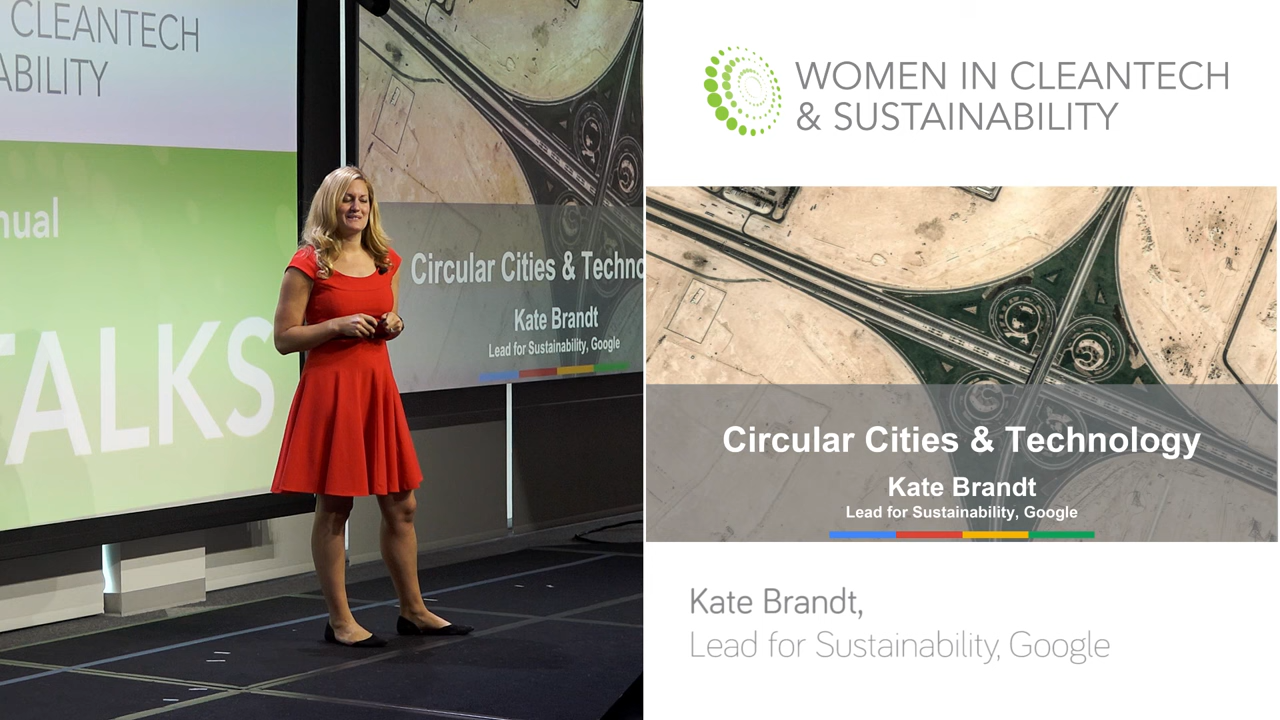 CLEANTECH
ABILITY
nual
TALKS
Circular Cities & Techno
Kate Brandt
Lead for Sustainability, Google
WOMEN IN CLEANTECH
& SUSTAINABILITY
Circular Cities & Technology
Kate Brandt
Lead for Sustainability, Google
Kate Brandt,
Lead for Sustainability, Google